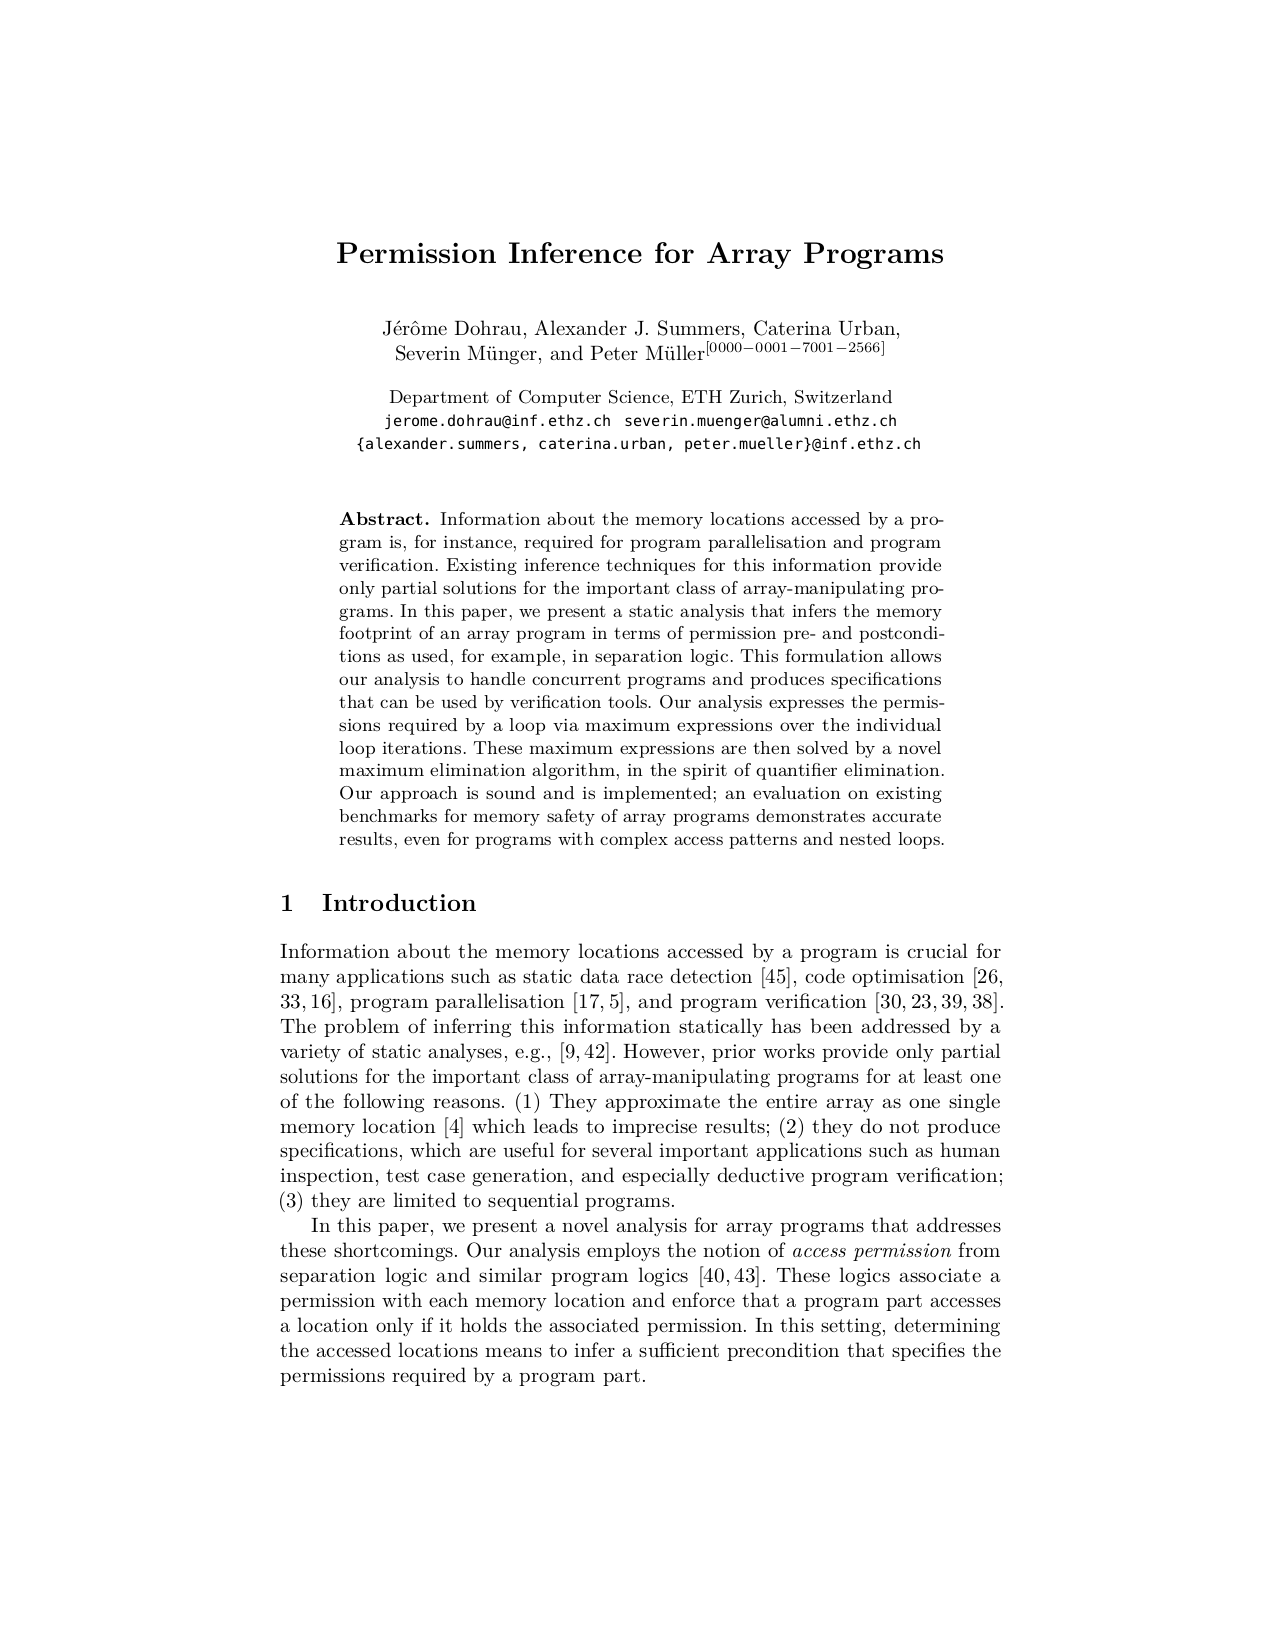 Permission Inference for Array Programs
Jérôme Dohrau, Alexander J. Summers, Caterina Urban,
Severin Münger, and Peter Müller[0000−0001−7001−2566]
Department of Computer Science, ETH Zurich, Switzerland
jerome.dohrau@inf.ethz.ch severin.muenger@alumni.ethz.ch
{alexander.summers, caterina.urban, peter.mueller}@inf.ethz.ch
Abstract. Information about the memory locations accessed by a pro-
gram is, for instance, required for program parallelisation and program
verification. Existing inference techniques for this information provide
only partial solutions for the important class of array-manipulating pro-
grams. In this paper, we present a static analysis that infers the memory
footprint of an array program in terms of permission pre- and postcondi-
tions as used, for example, in separation logic. This formulation allows
our analysis to handle concurrent programs and produces specifications
that can be used by verification tools. Our analysis expresses the permis-
sions required by a loop via maximum expressions over the individual
loop iterations. These maximum expressions are then solved by a novel
maximum elimination algorithm, in the spirit of quantifier elimination.
Our approach is sound and is implemented; an evaluation on existing
benchmarks for memory safety of array programs demonstrates accurate
results, even for programs with complex access patterns and nested loops.
1 Introduction
Information about the memory locations accessed by a program is crucial for
many applications such as static data race detection [45], code optimisation [26,
33, 16], program parallelisation [17, 5], and program verification [30, 23, 39, 38].
The problem of inferring this information statically has been addressed by a
variety of static analyses, e.g., [9, 42]. However, prior works provide only partial
solutions for the important class of array-manipulating programs for at least one
of the following reasons. (1) They approximate the entire array as one single
memory location [4] which leads to imprecise results; (2) they do not produce
specifications, which are useful for several important applications such as human
inspection, test case generation, and especially deductive program verification;
(3) they are limited to sequential programs.
In this paper, we present a novel analysis for array programs that addresses
these shortcomings. Our analysis employs the notion of access permission from
separation logic and similar program logics [40, 43]. These logics associate a
permission with each memory location and enforce that a program part accesses
a location only if it holds the associated permission. In this setting, determining
the accessed locations means to infer a sufficient precondition that specifies the
permissions required by a program part.